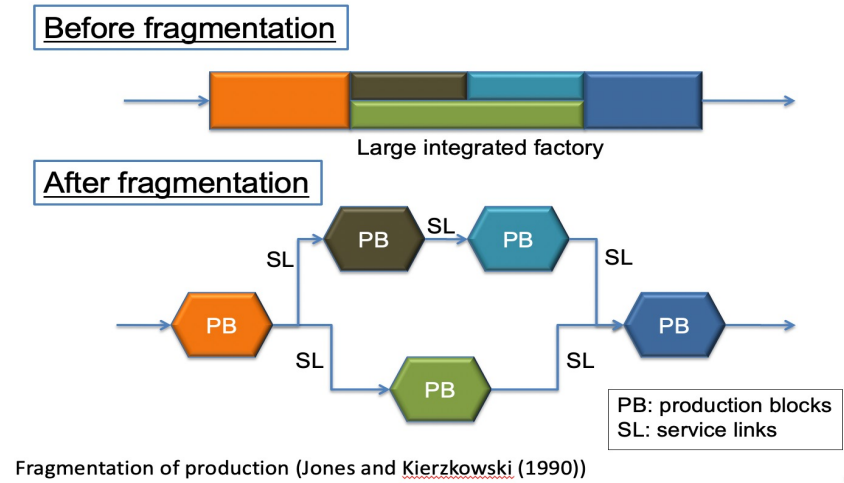 Before fragmentation
Large integrated factory
After fragmentation
PB
SL
PB
SL
SL
PB
SL
PB
SL
PB
PB: production blocks
SL: service links
Fragmentation of production (Jones and Kierzkowski (1990))